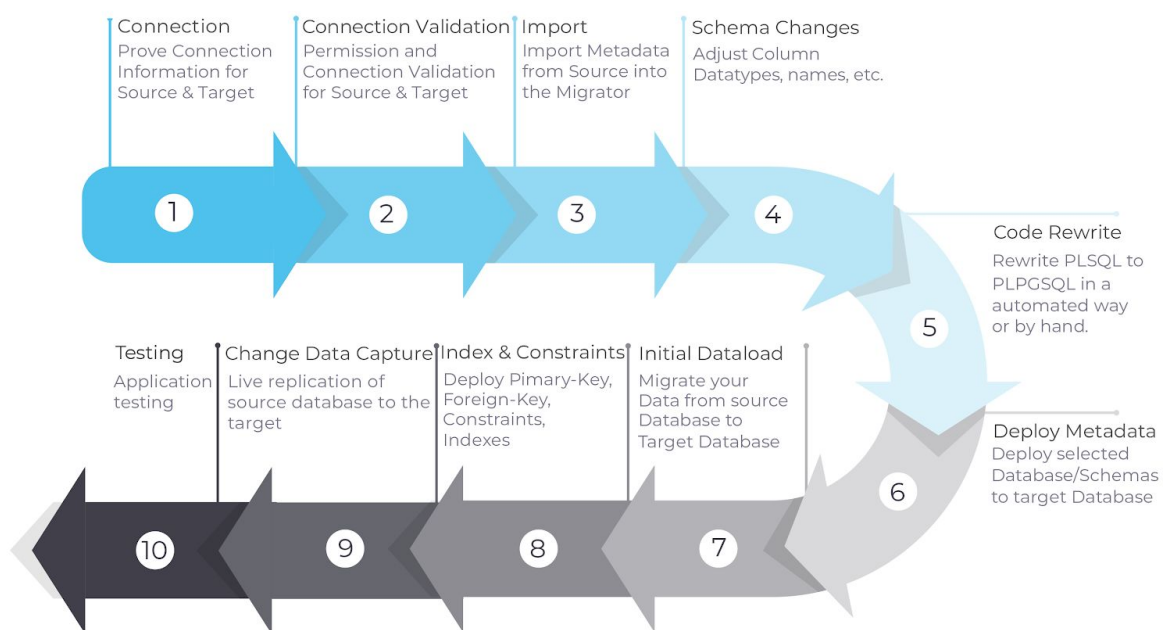 Connection
Prove Connection
Information for
Source & Target
Connection Validation
Permission and
Connection Validation
for Source & Target
Import
Import Metadata
from Source into
the Migrator
Schema Changes
Adjust Column
Datatypes, names, etc.
1
2
3
4
Code Rewrite
Rewrite PLSQL to
PLPGSQL in a
automated way
or by hand.
5
Deploy Metadata
Deploy selected
Database/Schemas
to target Database
6
Initial Dataload
Migrate your
Data from source
Database to
Target Database
7
Index & Constraints
Deploy Pimary-Key,
Foreign-Key,
Constraints,
Indexes
8
Change Data Capture
Live replication of
source database to the
target
9
Testing
Application
testing
10